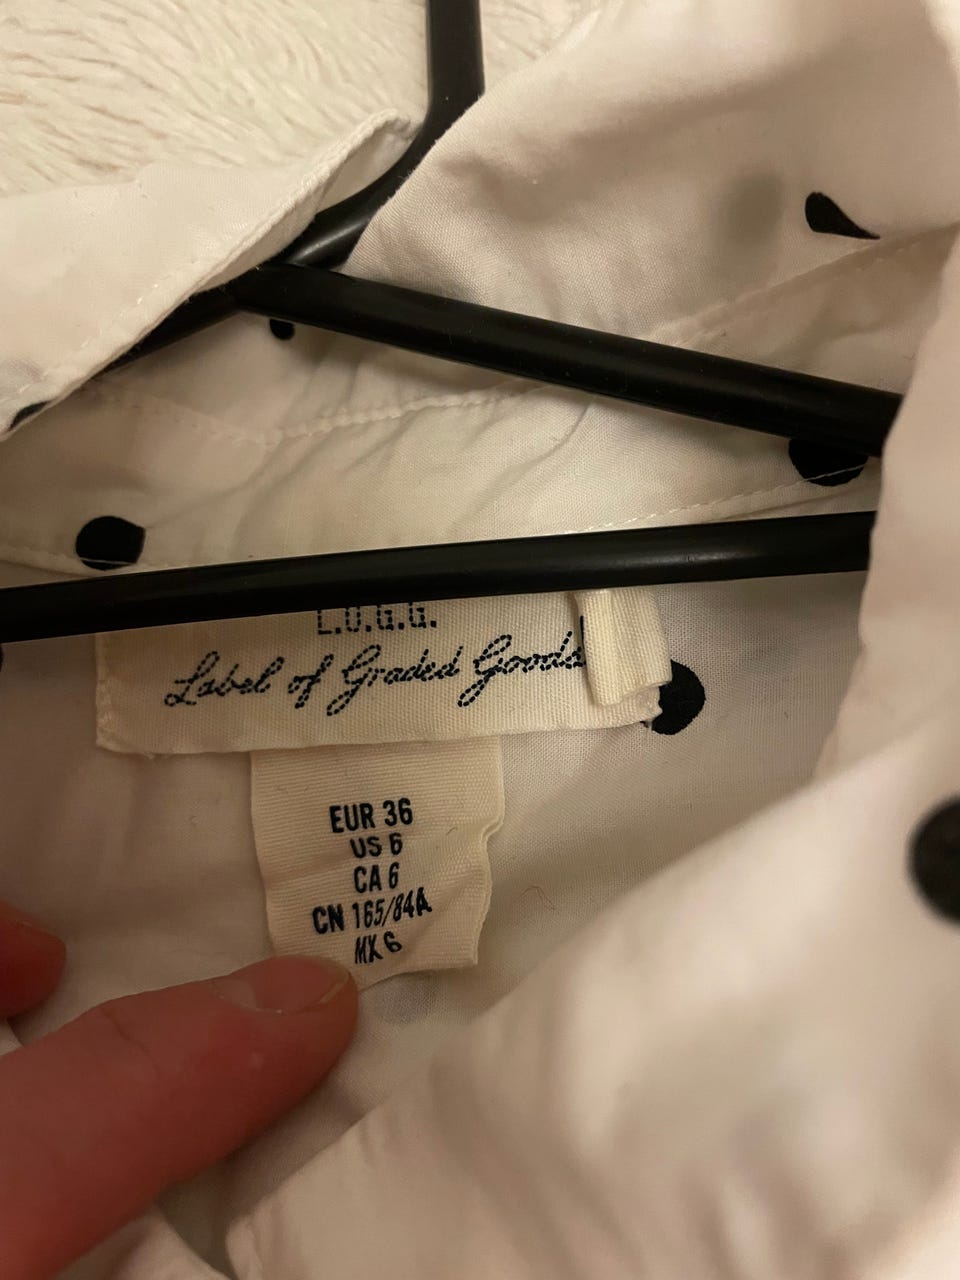 L.O.G.G.
Label of Graded Goods
EUR 36
US 6
CA 6
CN 165/84A
MX 6